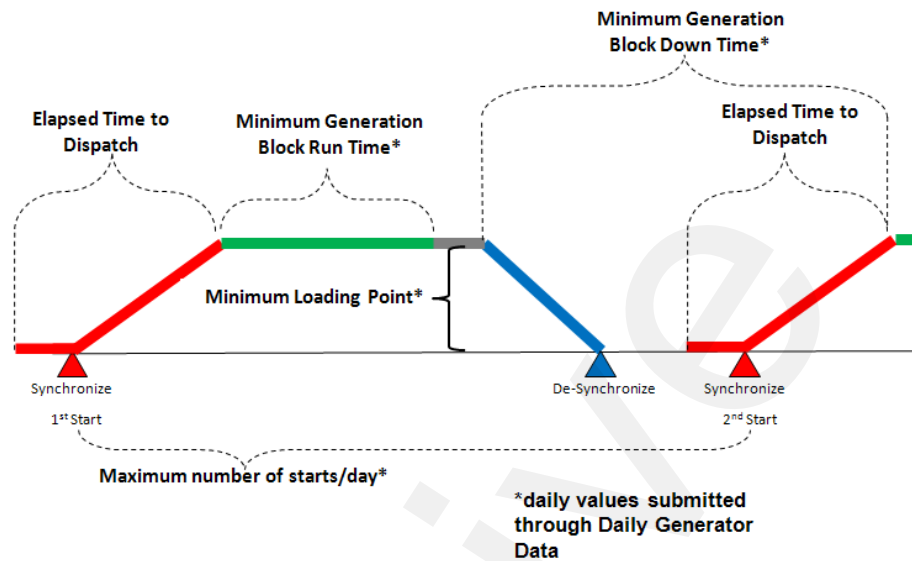 Minimum Generation
Block Down Time*
Elapsed Time to
Dispatch
Minimum Generation
Block Run Time*
Elapsed Time to
Dispatch
Minimum Loading Point*
Synchronize
De-Synchronize
Synchronize
1st Start
2nd Start
Maximum number of starts/day*
*daily values submitted
through Daily Generator
Data